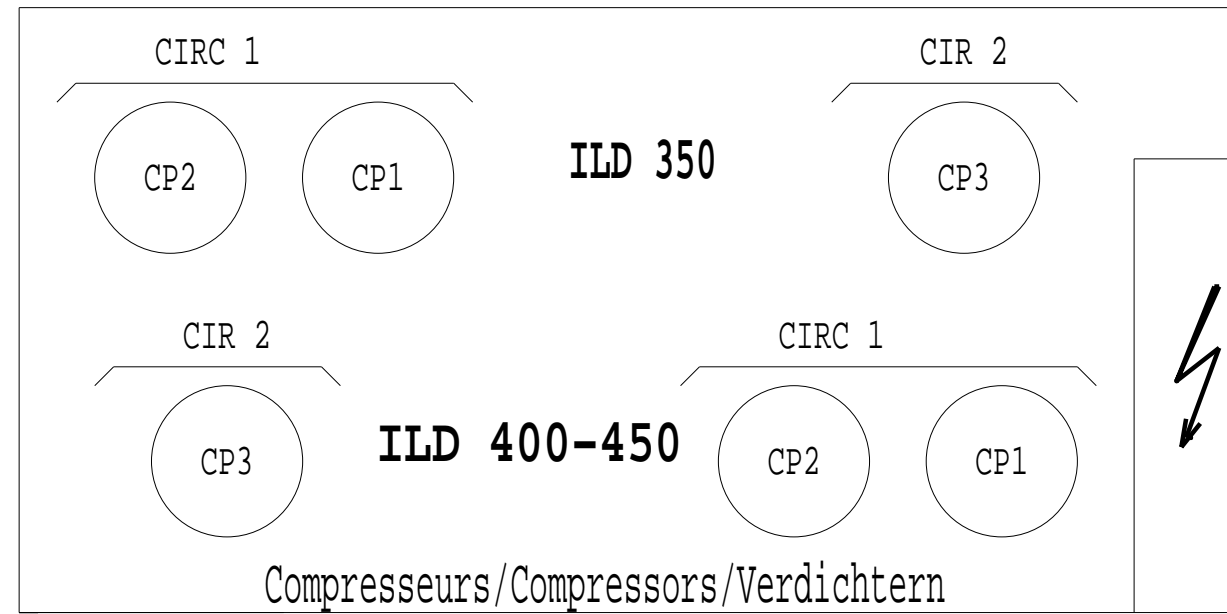 CIRC 1 CIR 2
CP2 CP1 ILD 350 CP3
CIR 2 CIRC 1
CP3 ILD 400-450 CP2 CP1
Compresseurs/Compressors/Verdichtern